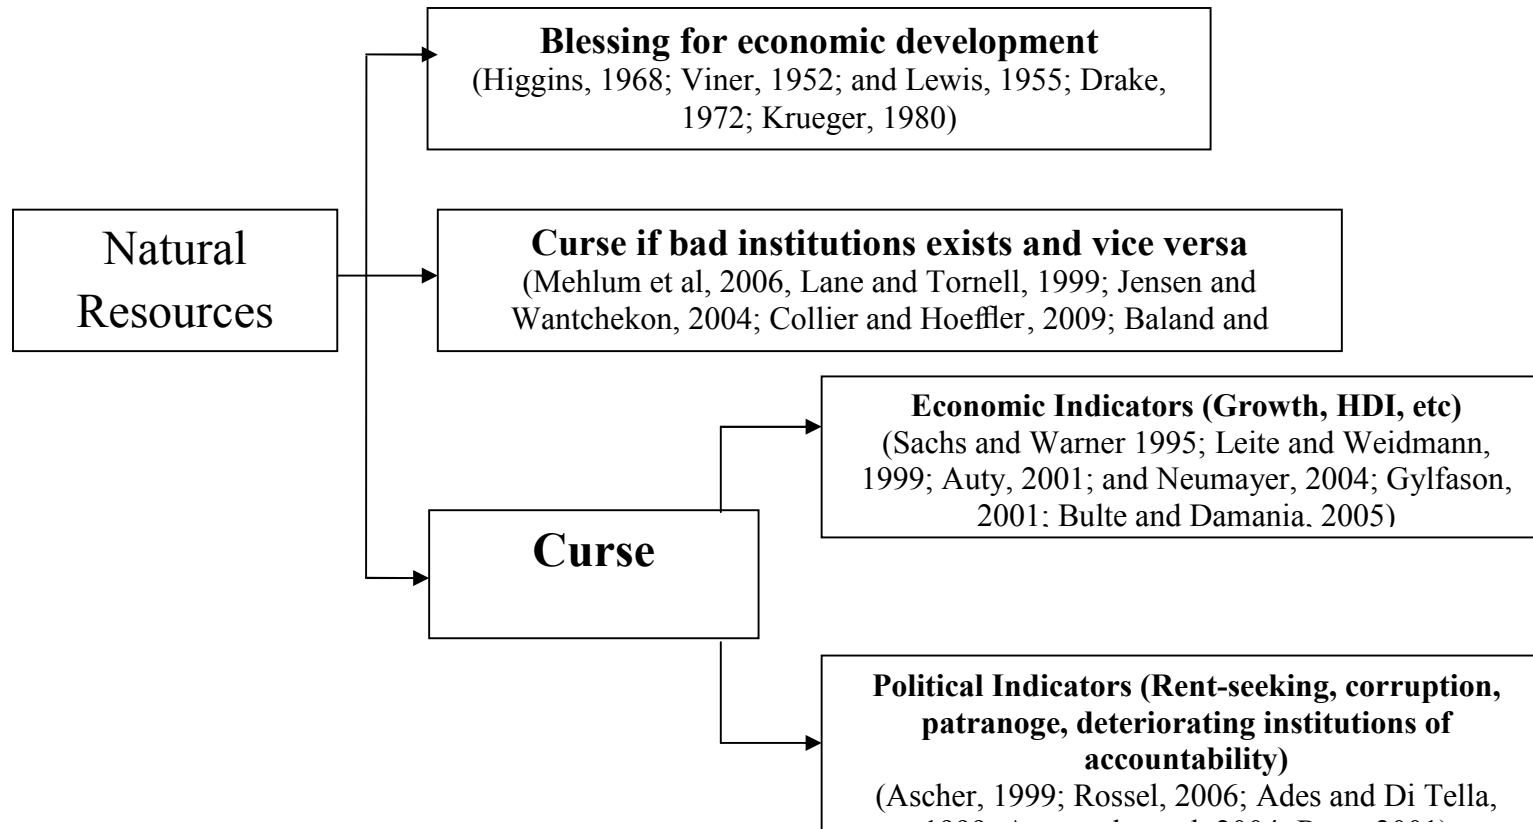 Blessing for economic development
(Higgins, 1968; Viner, 1952; and Lewis, 1955; Drake,
1972; Krueger, 1980)
Natural
Resources
Curse if bad institutions exists and vice versa
(Mehlum et al, 2006, Lane and Tornell, 1999; Jensen and
Wantchekon, 2004; Collier and Hoeffler, 2009; Baland and
Economic Indicators (Growth, HDI, etc)
(Sachs and Warner 1995; Leite and Weidmann,
1999; Auty, 2001; and Neumayer, 2004; Gylfason,
2001; Bulte and Damania, 2005)
Curse
Political Indicators (Rent-seeking, corruption,
patranoge, deteriorating institutions of
accountability)
(Ascher, 1999; Rossel, 2006; Ades and Di Tella,